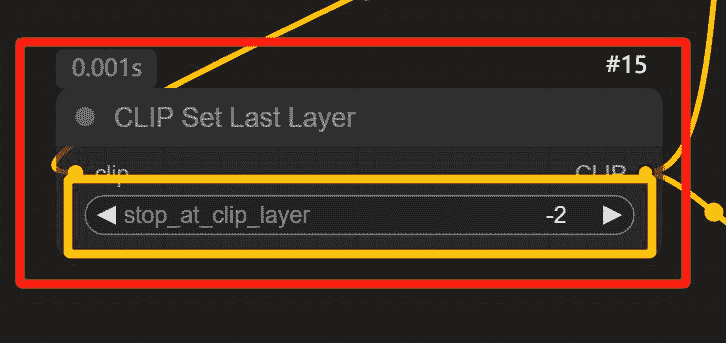 0.001s
#15
CLIP Set Last Layer
clip
CLIP
stop_at_clip_layer
-2